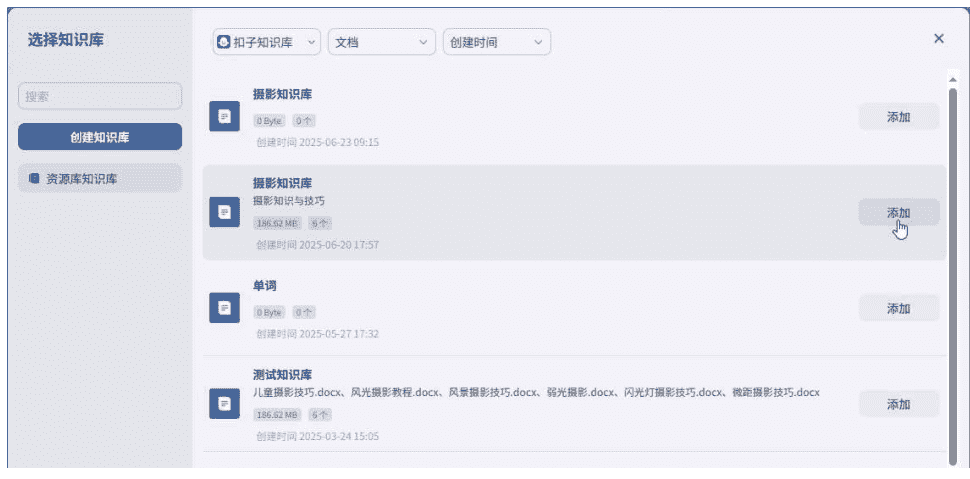 选择知识库
扣子知识库
文档
创建时间
搜索
创建知识库
资源库知识库
摄影知识库
0 Byte 0个
创建时间 2025-06-23 09:15
添加
摄影知识库
摄影知识与技巧
186.62 MB 6个
创建时间 2025-06-20 17:57
添加
单词
0 Byte 0个
创建时间 2025-05-27 17:32
添加
测试知识库
儿童摄影技巧.docx、风光摄影教程.docx、风景摄影技巧.docx、弱光摄影.docx、闪光灯摄影技巧.docx、微距摄影技巧.docx
186.62 MB 6个
创建时间 2025-03-24 15:05
添加